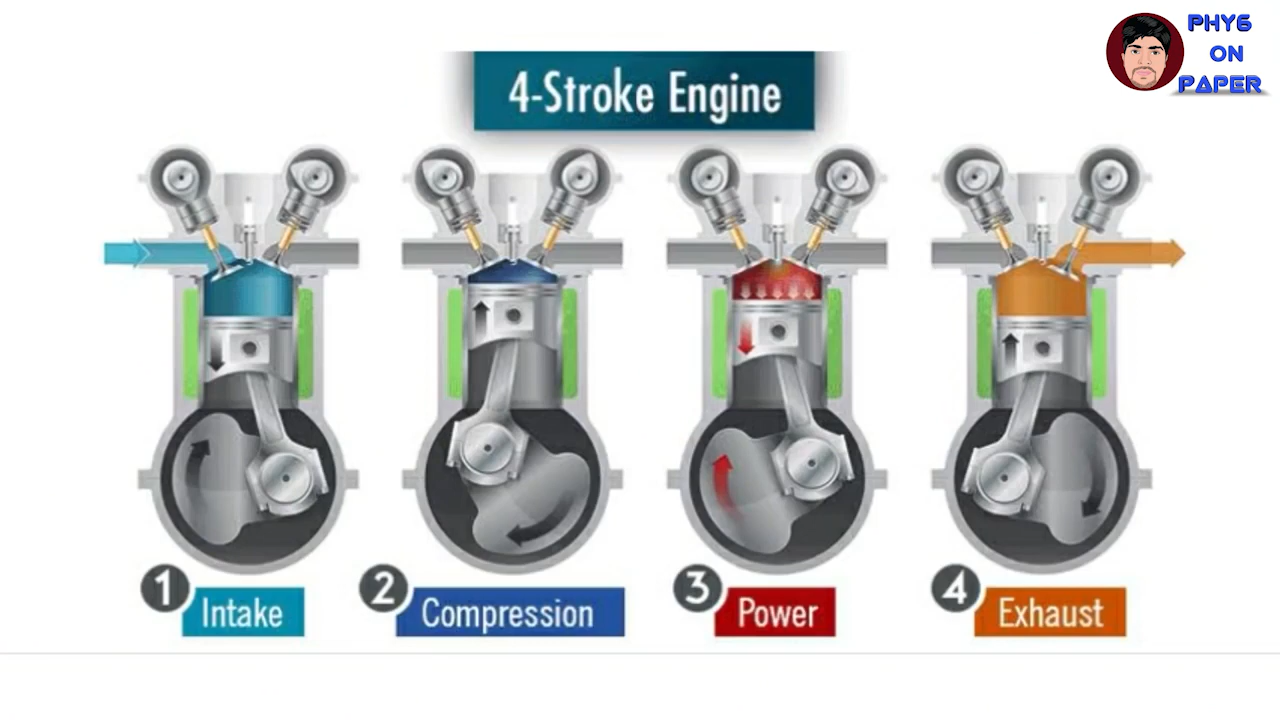 PHY6
ON
PAPER
4-Stroke Engine
1 Intake
2 Compression
3 Power
4 Exhaust